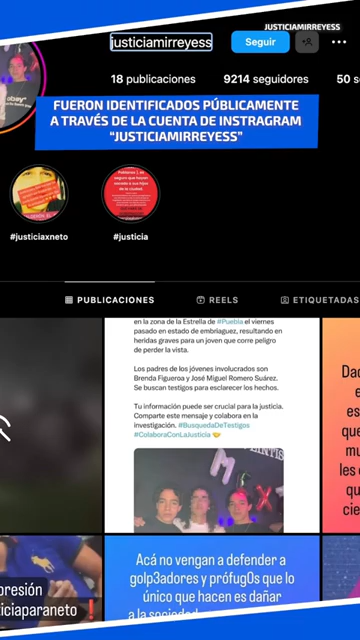 JUSTICIAMIRREYESS
justiciamirreyess
Seguir
18 publicaciones
9214 seguidores
50 s
FUERON IDENTIFICADOS PÚBLICAMENTE
A TRAVÉS DE LA CUENTA DE INSTRAGRAM
“JUSTICIAMIRREYESS”
#justiciaxneto
#justicia
PUBLICACIONES
REELS
ETIQUETADAS
en la zona de la Estrella de #Puebla el viernes
pasado en estado de embriaguez, resultando en
heridas graves para un joven que corre peligro
de perder la vista.
Los padres de los jóvenes involucrados son
Brenda Figueroa y José Miguel Romero Suárez.
Se buscan testigos para esclarecer los hechos.
Tu información puede ser crucial para la justicia.
Comparte este mensaje y colabora en la
investigación. #BusquedaDeTestigos
#ColaboraConLaJusticia 🤝
Acá no vengan a defender a
golp3adores y prófug0s que lo
único que hacen es dañar
a la sociedad
presión
iciaparaneto ❗